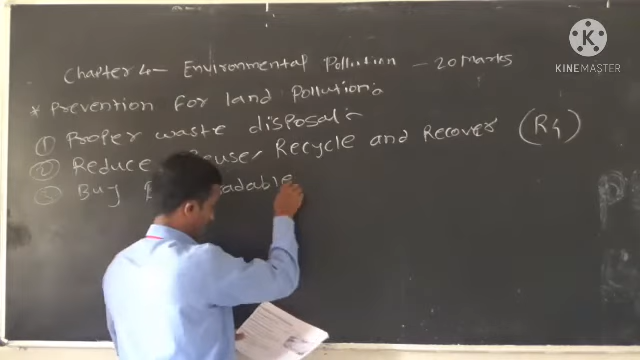 KINEMASTER
Chapter 4 - Environmental Pollution - 20 Marks
* Prevention for land Pollution:
① Proper waste disposal:
② Reduce Reuse, Recycle and Recover (R4)
③ Buy